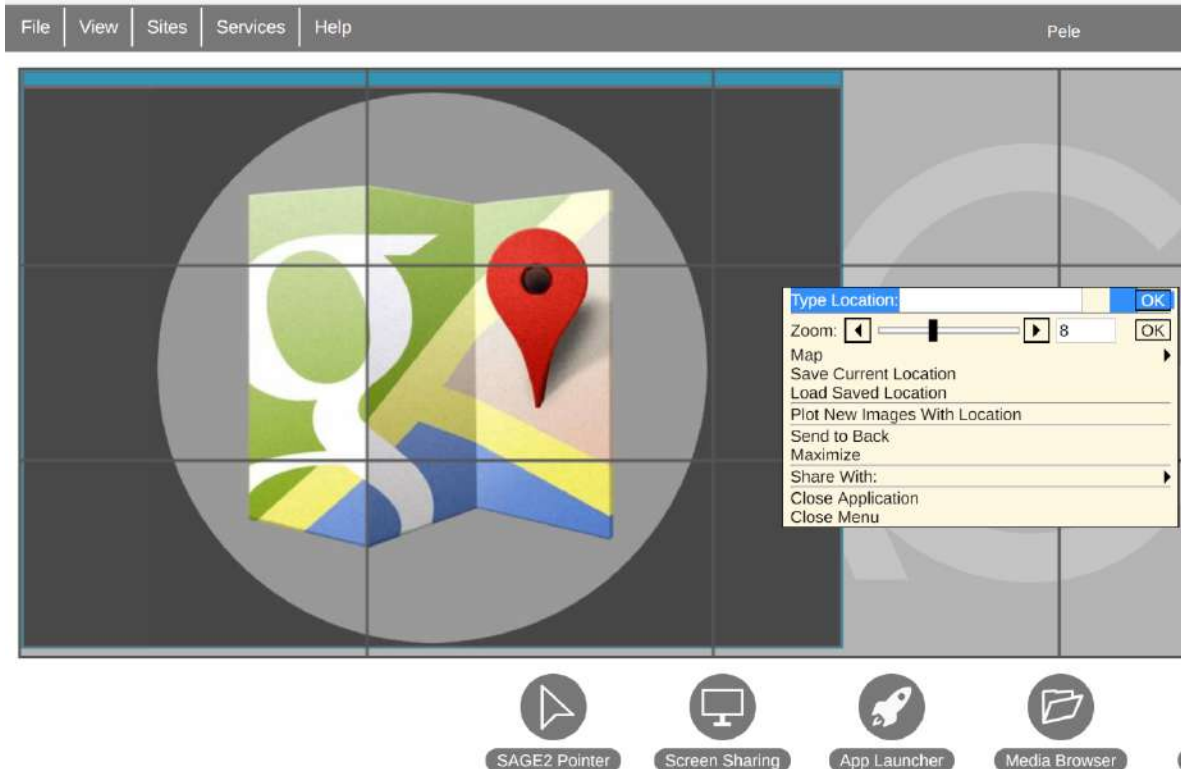 File View Sites Services Help Pele
Type Location: OK
Zoom: 8 OK
Map
Save Current Location
Load Saved Location
Plot New Images With Location
Send to Back
Maximize
Share With:
Close Application
Close Menu
SAGE2 Pointer Screen Sharing App Launcher Media Browser